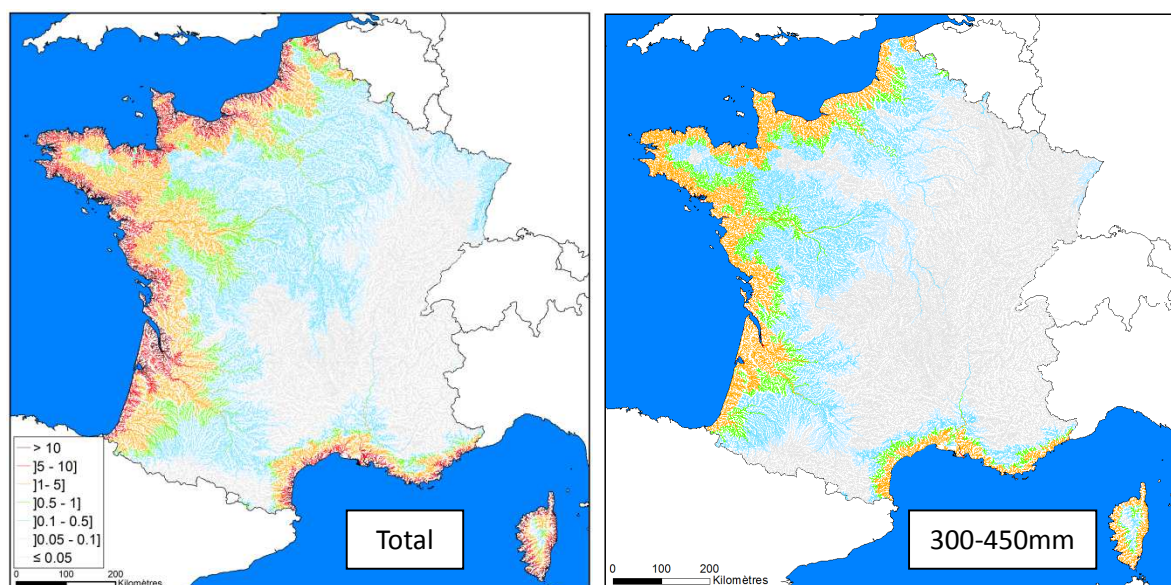 > 10
]5 - 10]
]1- 5]
]0.5 - 1]
]0.1 - 0.5]
]0.05 - 0.1]
≤ 0.05
0 100 200
Kilomètres
Total
0 100 200
Kilomètres
300-450mm